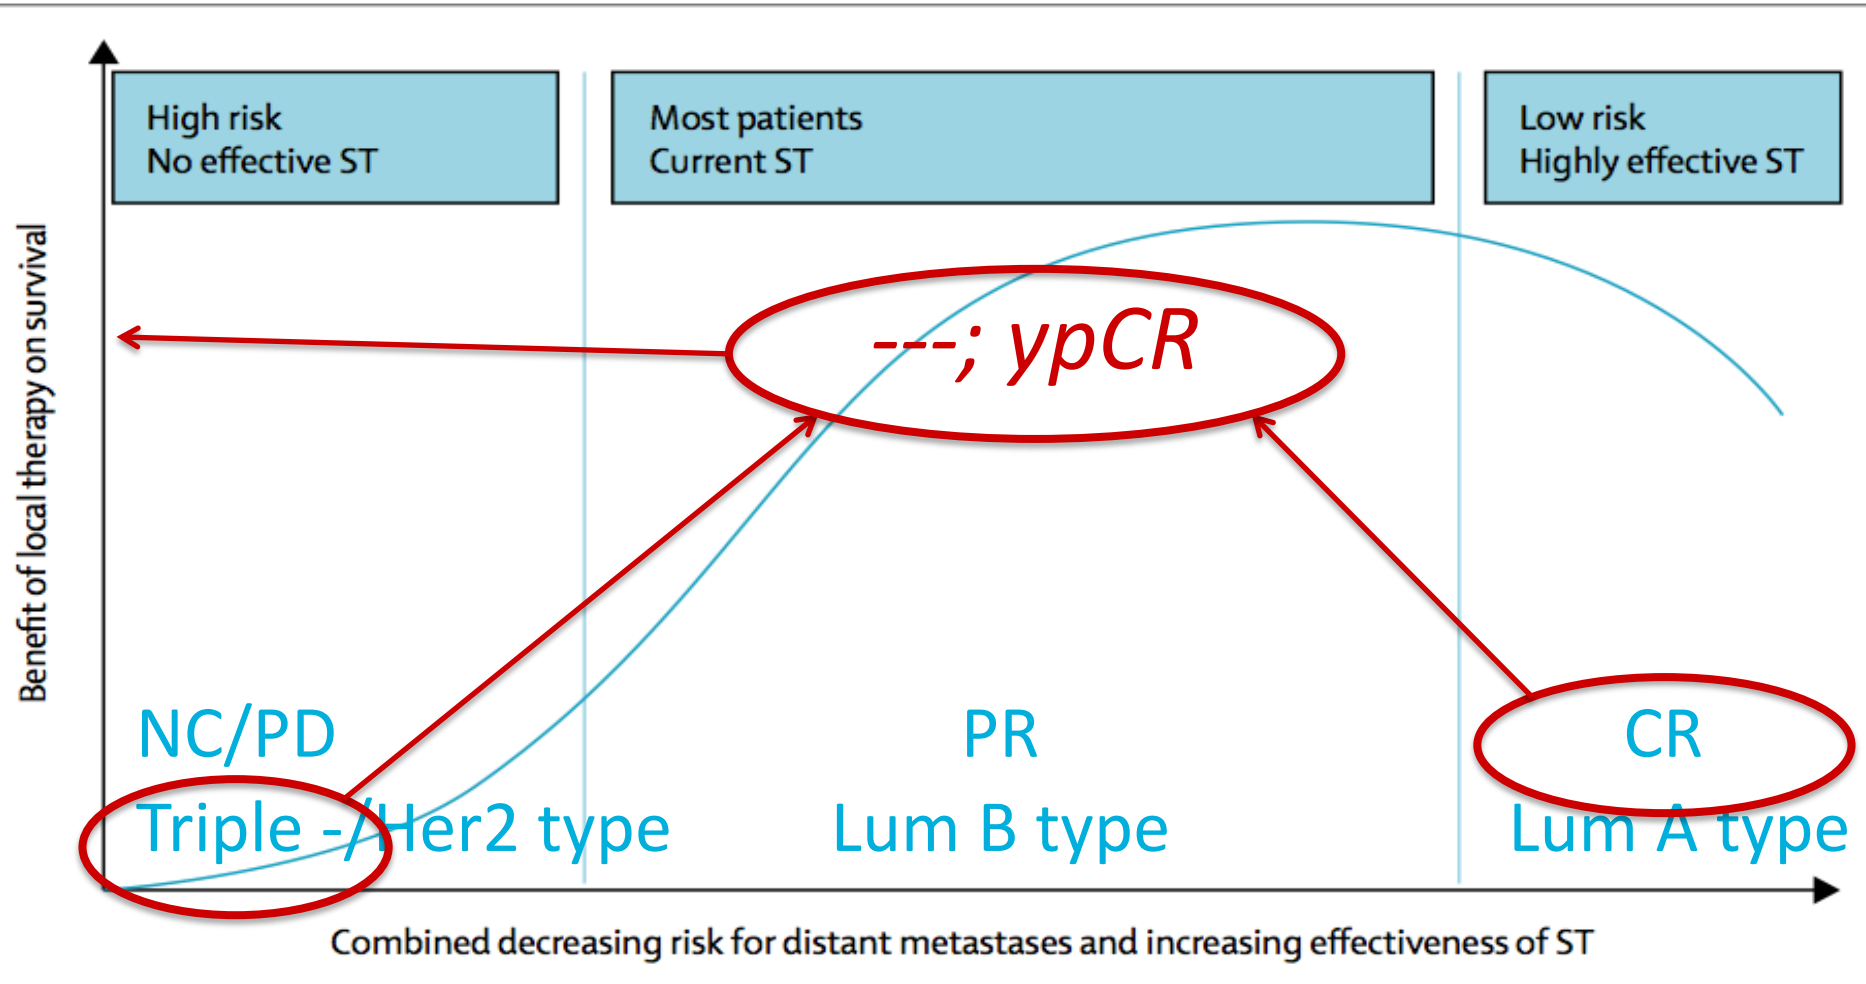 High risk
No effective ST
Most patients
Current ST
Low risk
Highly effective ST
Benefit of local therapy on survival
---; ypCR
NC/PD
PR
CR
Triple -/Her2 type
Lum B type
Lum A type
Combined decreasing risk for distant metastases and increasing effectiveness of ST